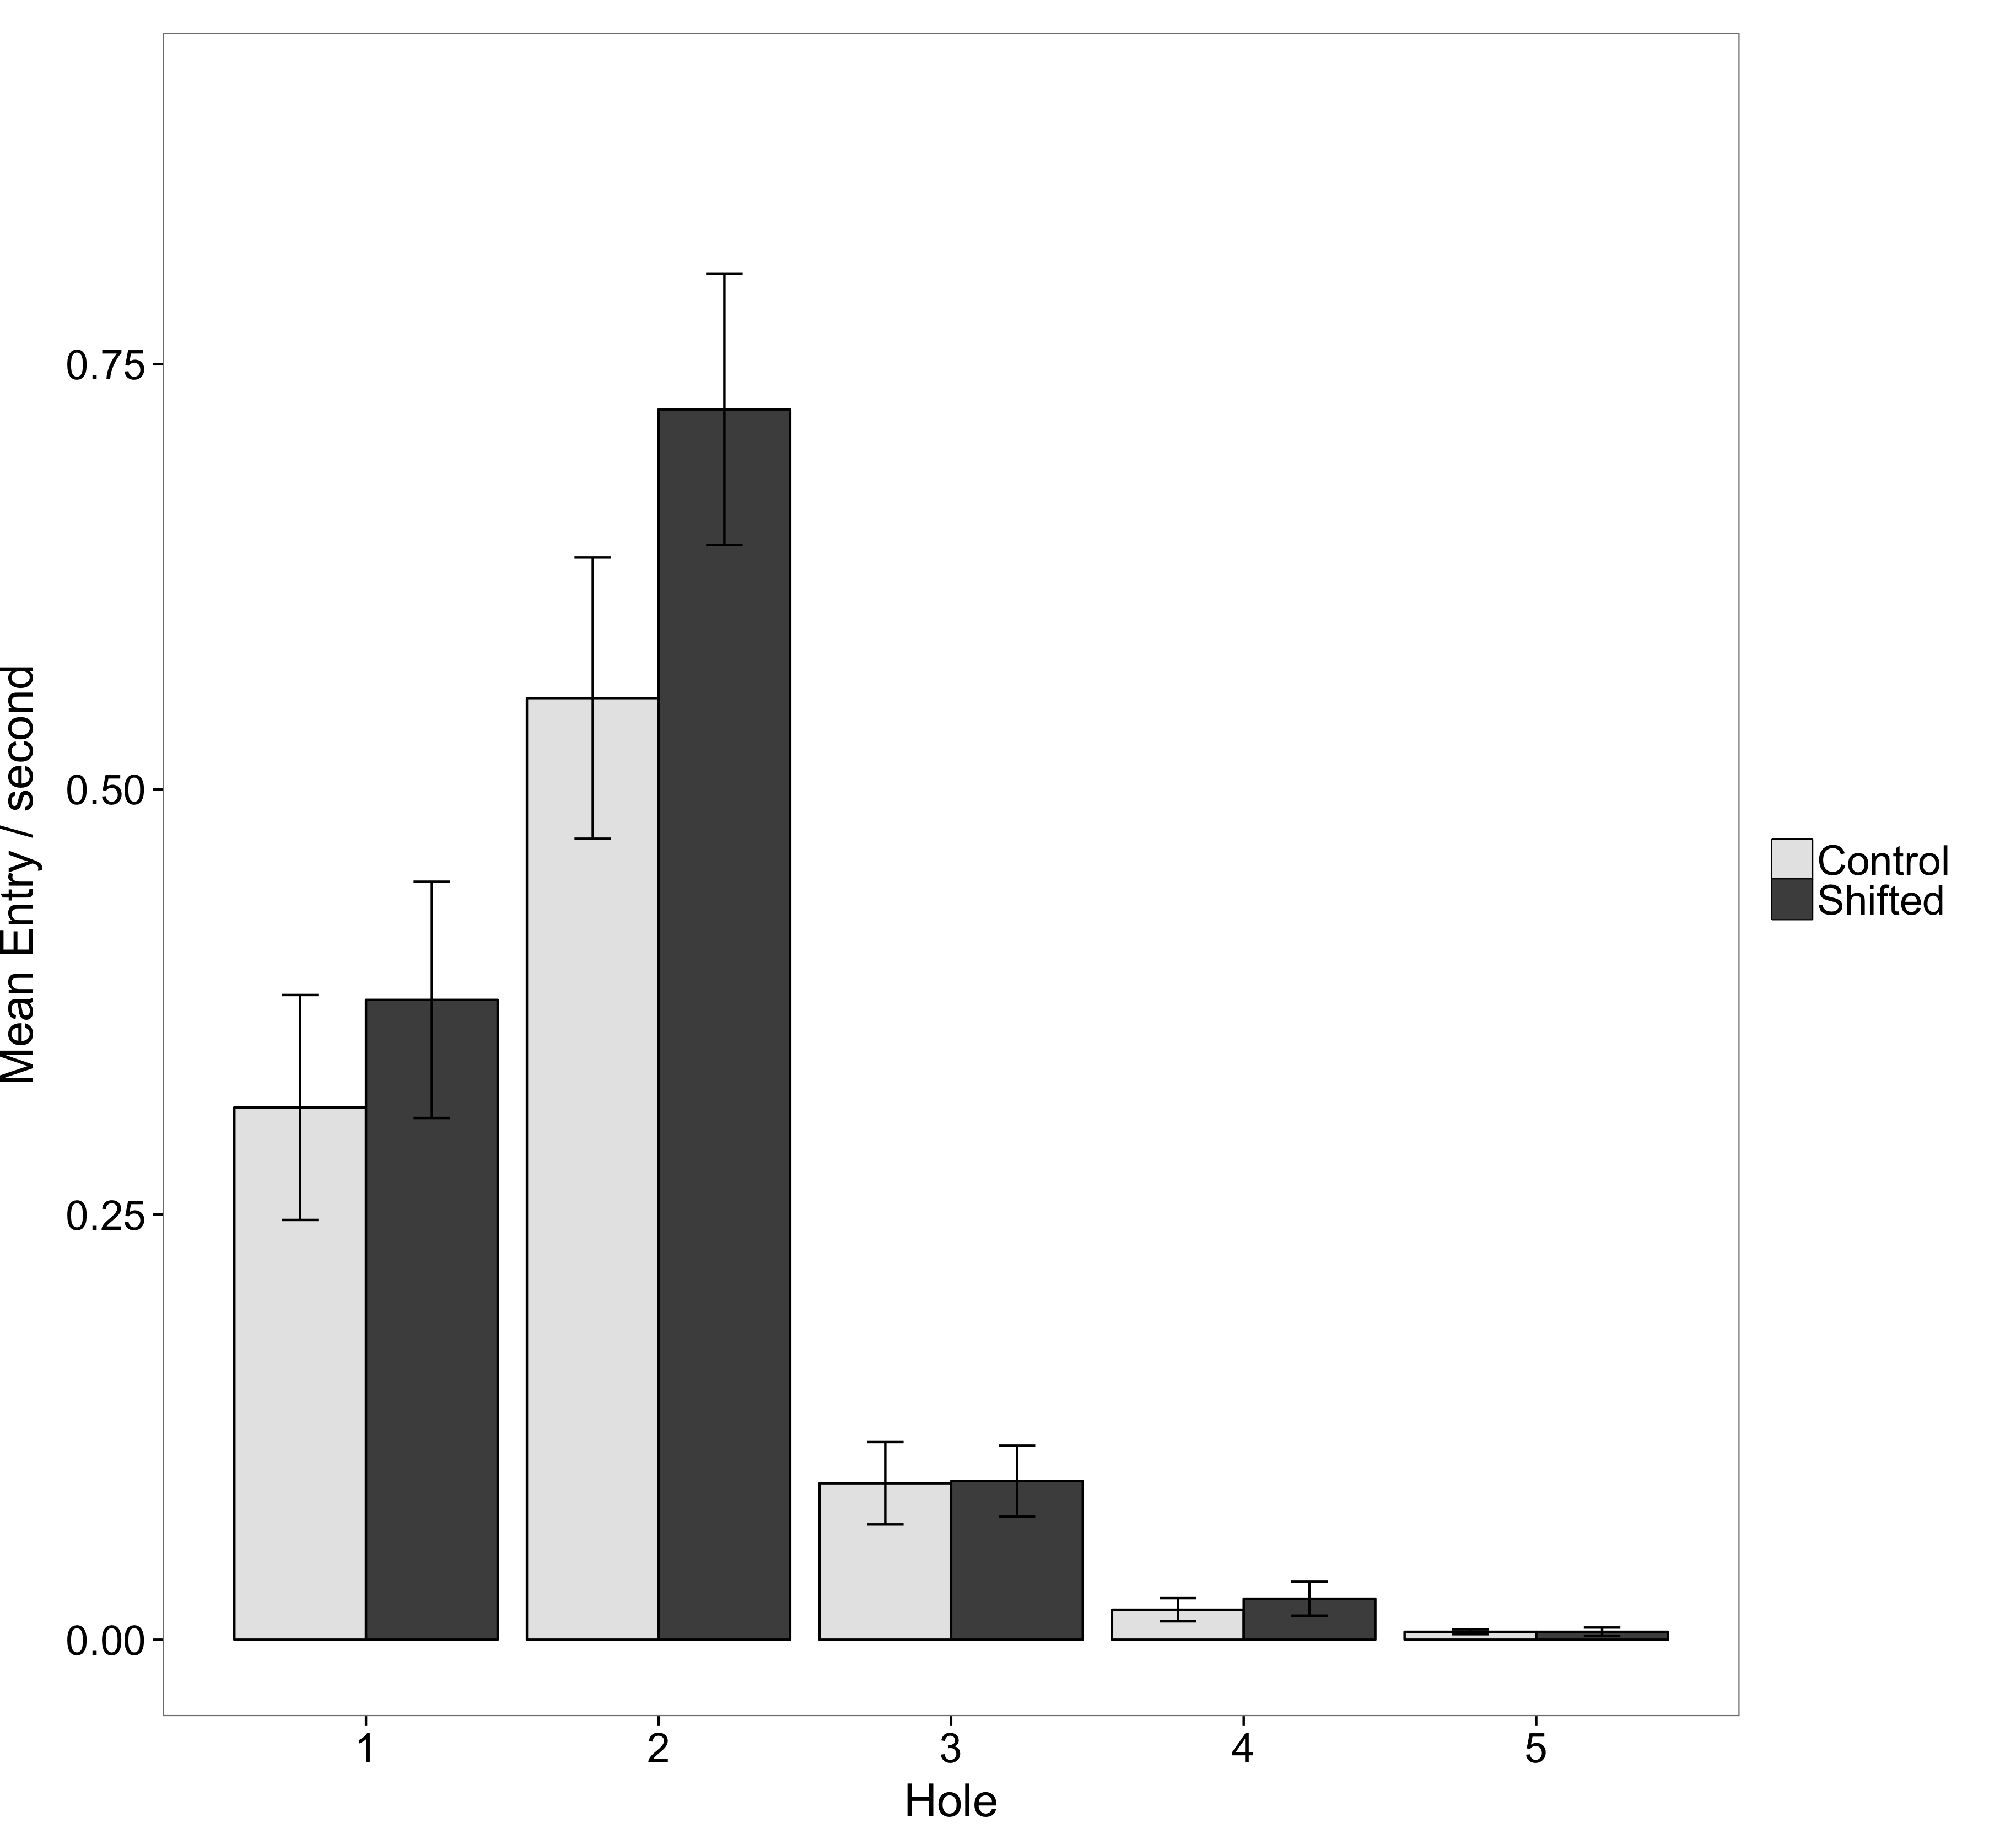 Mean Entry / second
0.75
0.50
0.25
0.00
1 2 3 4 5
Hole
Control
Shifted